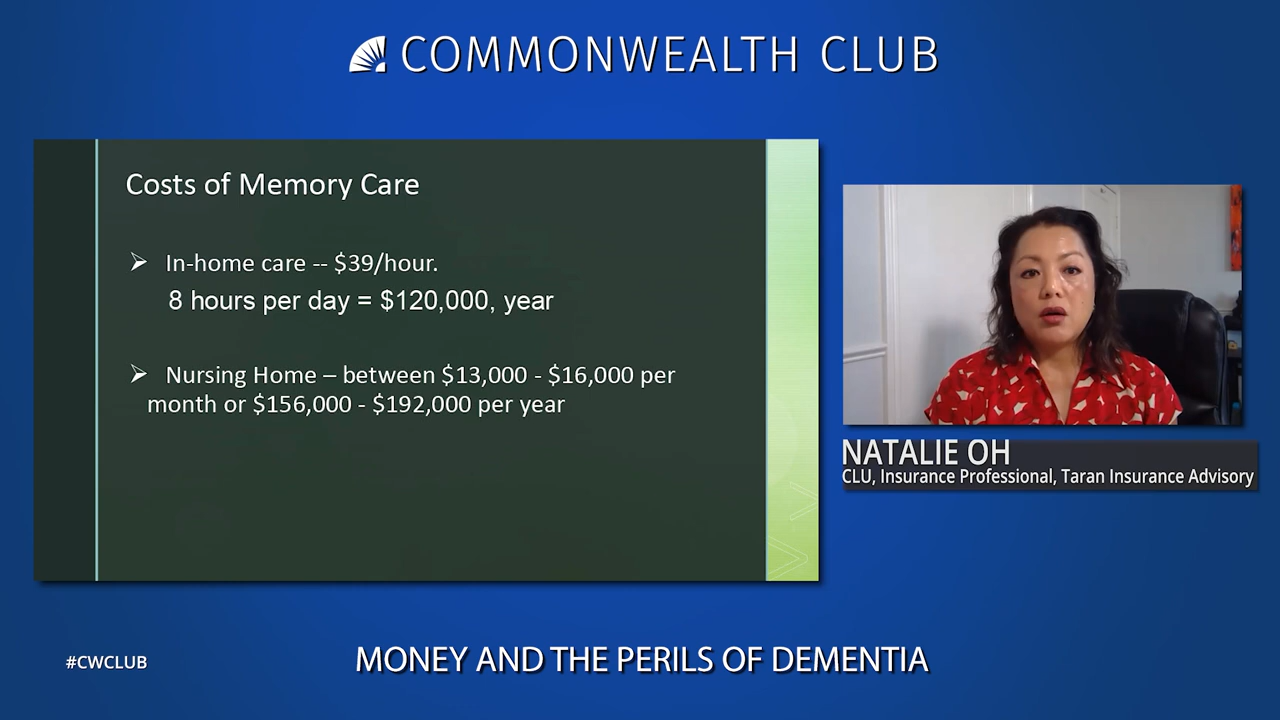 COMMONWEALTH CLUB
Costs of Memory Care
➢ In-home care -- $39/hour.
8 hours per day = $120,000, year
➢ Nursing Home – between $13,000 - $16,000 per
month or $156,000 - $192,000 per year
NATALIE OH
CLU, Insurance Professional, Taran Insurance Advisory
#CWCLUB
MONEY AND THE PERILS OF DEMENTIA